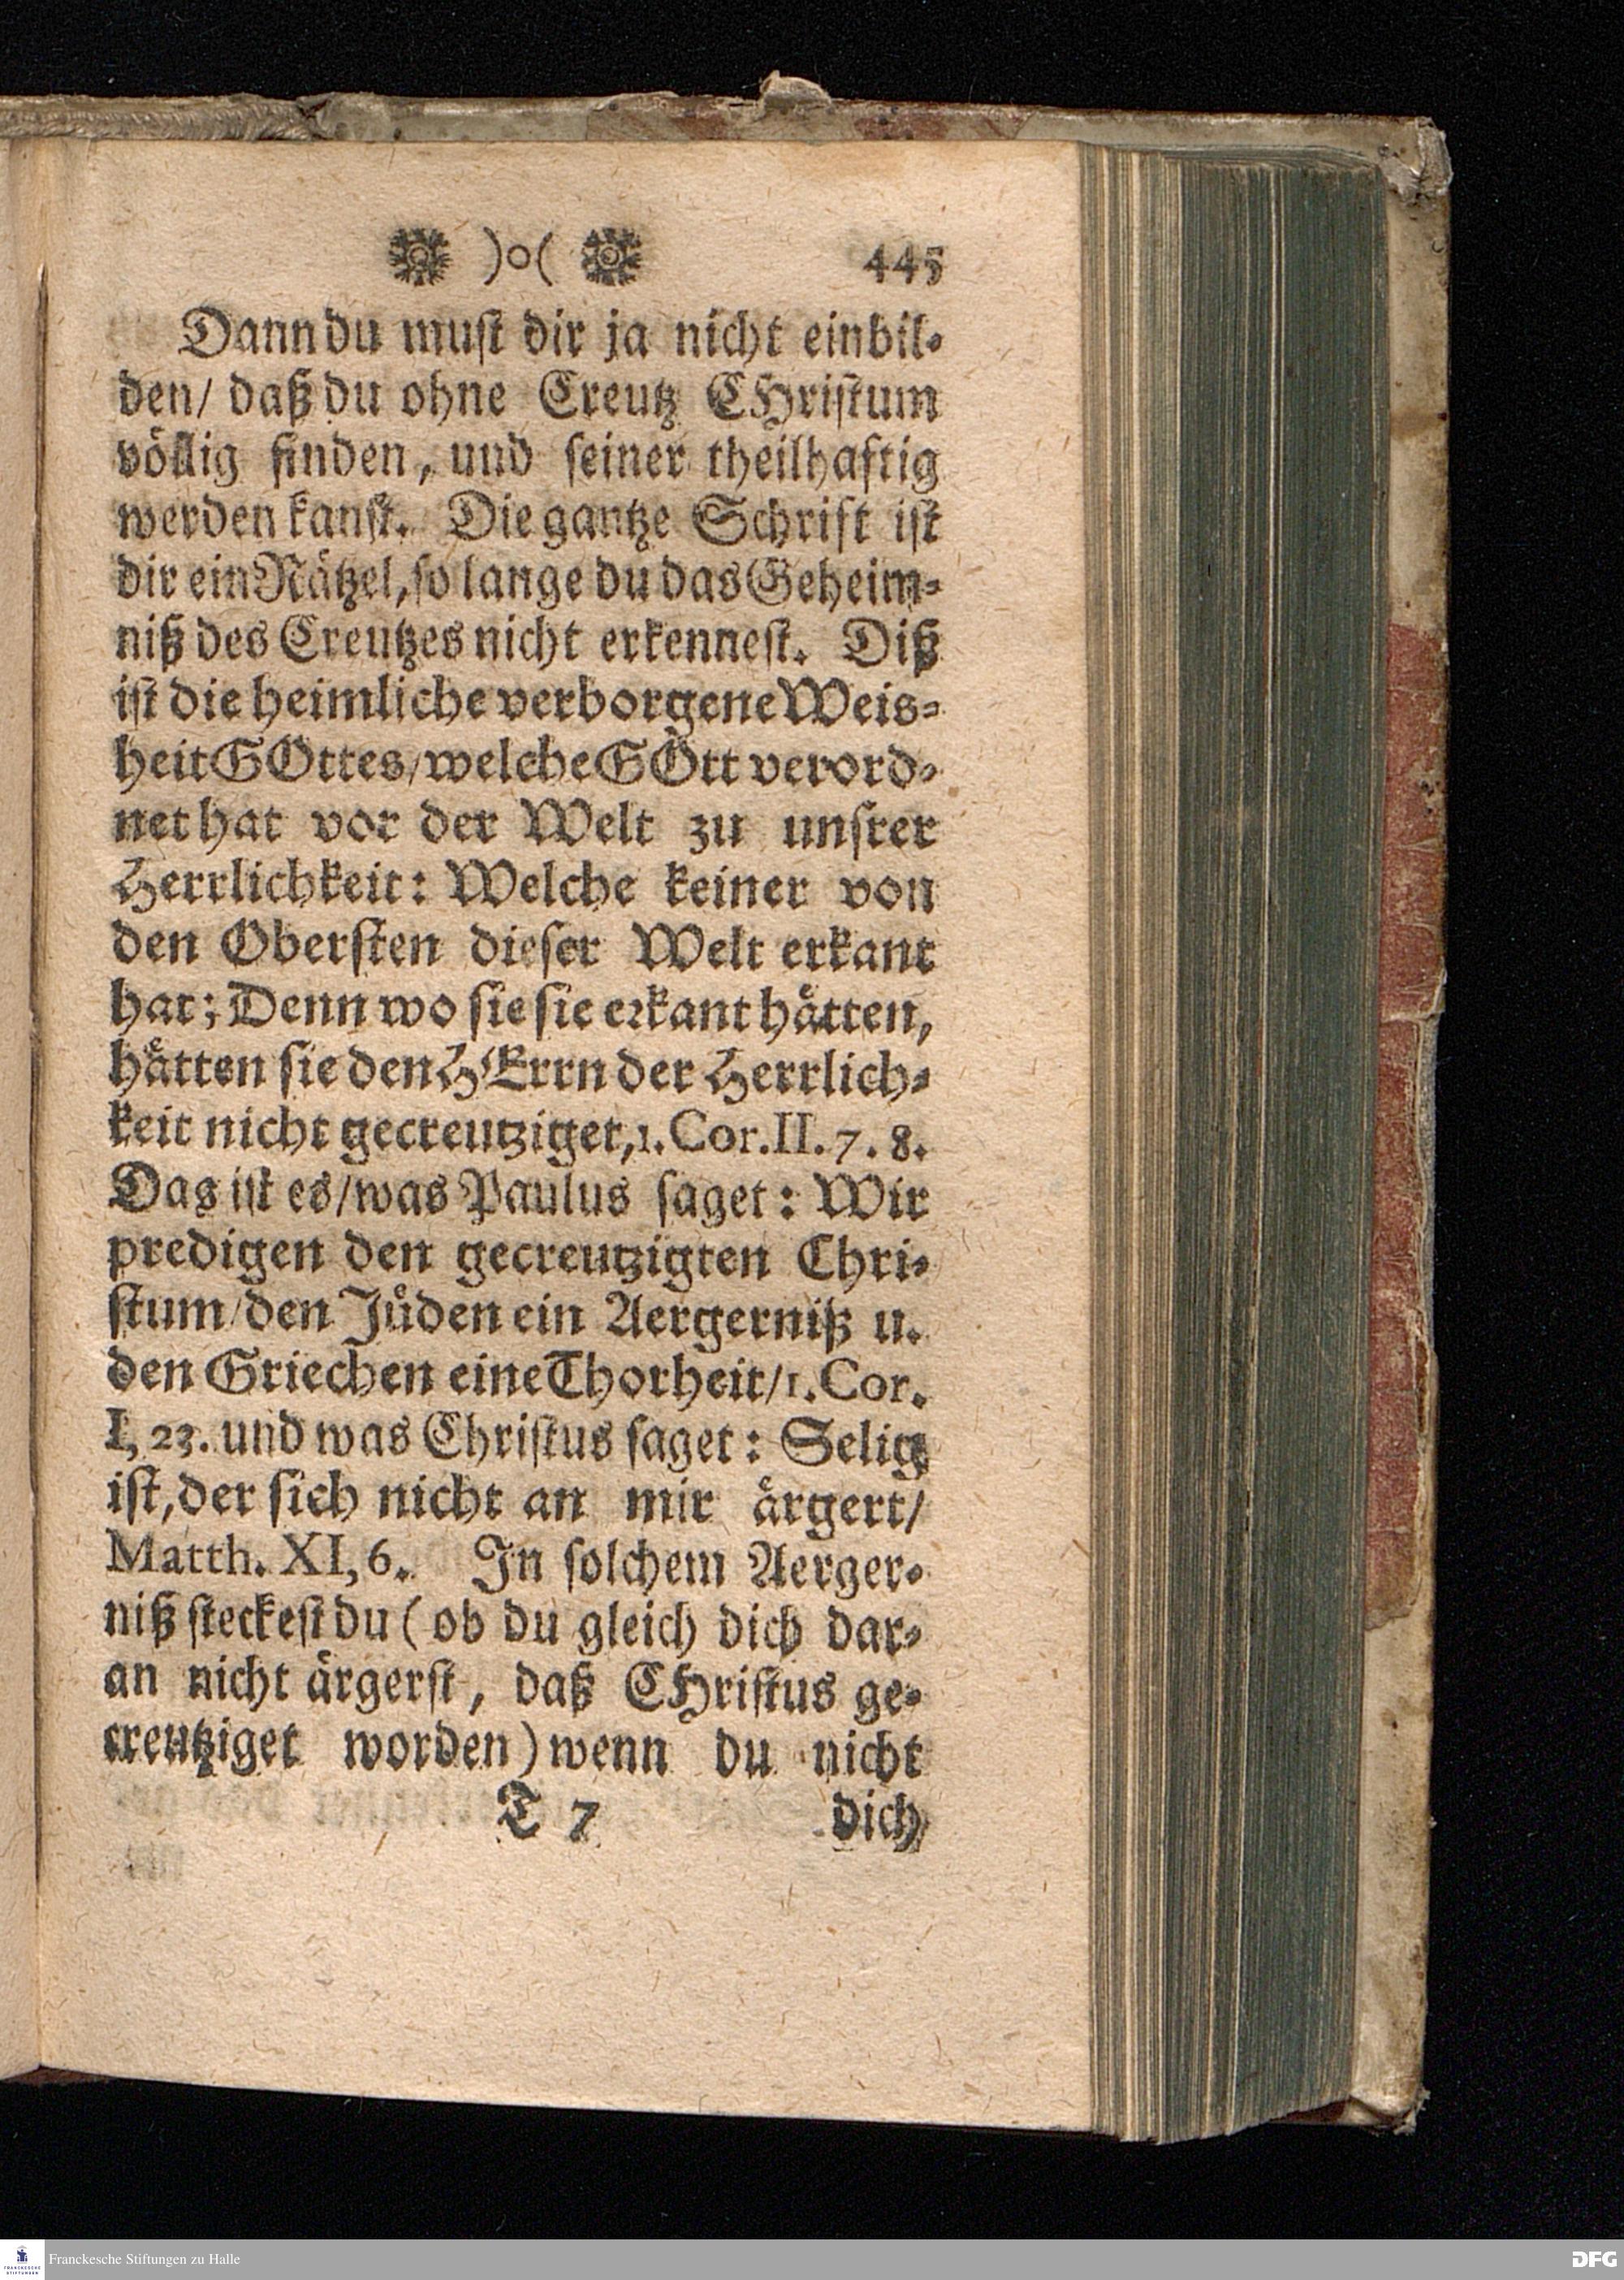 )o( 445
Dann du must dir ja nicht einbil-
den/ daß du ohne Creutz CHristum
völlig finden, und seiner theilhaftig
werden kanst. Die gantze Schrift ist
dir ein Rätzel, so lange du das Geheim-
niß des Creutzes nicht erkennest. Diß
ist die heimliche verborgene Weis-
heit GOttes/ welche GOtt verord-
net hat vor der Welt zu unsrer
Herrlichkeit: Welche keiner von
den Obersten dieser Welt erkant
hat; Denn wo sie sie erkant hätten,
hätten sie den HErrn der Herrlich-
keit nicht gecreutziget, 1. Cor. II. 7. 8.
Das ist es/ was Paulus saget: Wir
predigen den gecreutzigten Chri-
stum/ den Jüden ein Aergerniß u.
den Griechen eine Thorheit/ 1. Cor.
I, 23. und was Christus saget: Selig
ist, der sich nicht an mir ärgert/
Matth. XI, 6. In solchem Aerger-
niß steckest du (ob du gleich dich dar-
an nicht ärgerst, daß CHristus ge-
creutziget worden) wenn du nicht
T 7 dich
Franckesche Stiftungen zu Halle
DFG